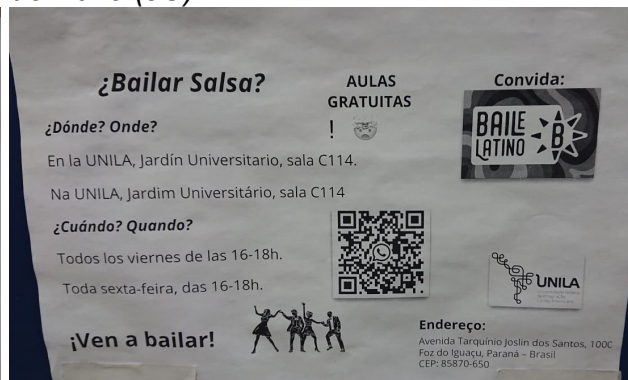 ¿Bailar Salsa?
AULAS
GRATUITAS
!
Convida:
BAILE
LATINO
B
¿Dónde? Onde?
En la UNILA, Jardín Universitario, sala C114.
Na UNILA, Jardim Universitário, sala C114
¿Cuándo? Quando?
Todos los viernes de las 16-18h.
Toda sexta-feira, das 16-18h.
¡Ven a bailar!
UNILA
Endereço:
Avenida Tarquínio Joslin dos Santos, 1000
Foz do Iguaçu, Paraná – Brasil
CEP: 85870-650